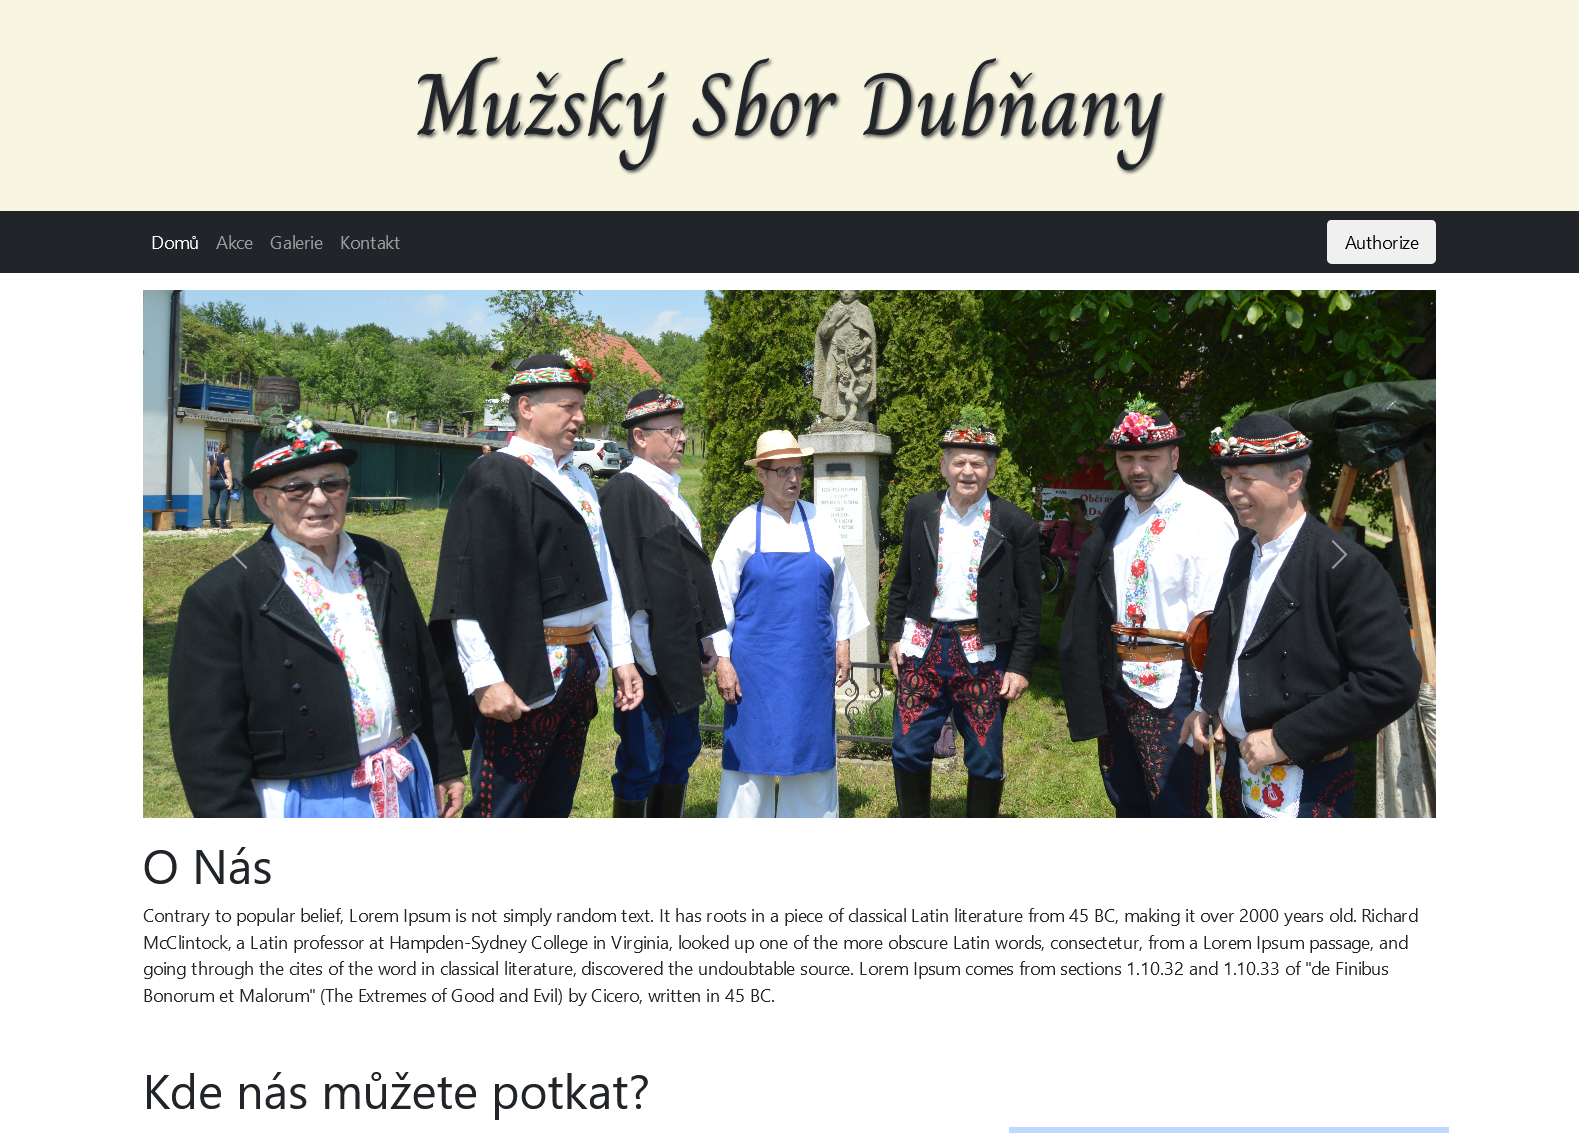 Mužský Sbor Dubňany
Domů Akce Galerie Kontakt Authorize
WC
O Nás
Contrary to popular belief, Lorem Ipsum is not simply random text. It has roots in a piece of classical Latin literature from 45 BC, making it over 2000 years old. Richard
McClintock, a Latin professor at Hampden-Sydney College in Virginia, looked up one of the more obscure Latin words, consectetur, from a Lorem Ipsum passage, and
going through the cites of the word in classical literature, discovered the undoubtable source. Lorem Ipsum comes from sections 1.10.32 and 1.10.33 of "de Finibus
Bonorum et Malorum" (The Extremes of Good and Evil) by Cicero, written in 45 BC.
Kde nás můžete potkat?